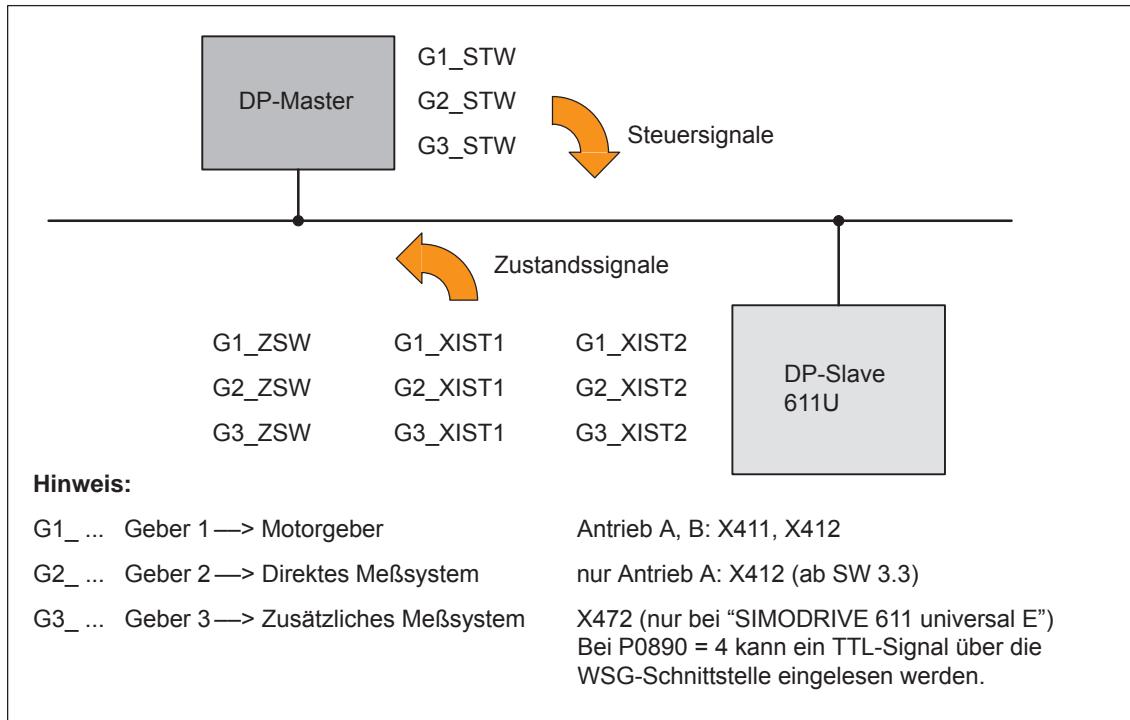 G1_STW
DP-Master
G2_STW
G3_STW
Steuersignale
Zustandssignale
G1_ZSW G1_XIST1 G1_XIST2
G2_ZSW G2_XIST1 G2_XIST2
G3_ZSW G3_XIST1 G3_XIST2
DP-Slave
611U
Hinweis:
G1_ ... Geber 1 —> Motorgeber Antrieb A, B: X411, X412
G2_ ... Geber 2 —> Direktes Meßsystem nur Antrieb A: X412 (ab SW 3.3)
G3_ ... Geber 3 —> Zusätzliches Meßsystem X472 (nur bei “SIMODRIVE 611 universal E”)
Bei P0890 = 4 kann ein TTL-Signal über die
WSG-Schnittstelle eingelesen werden.